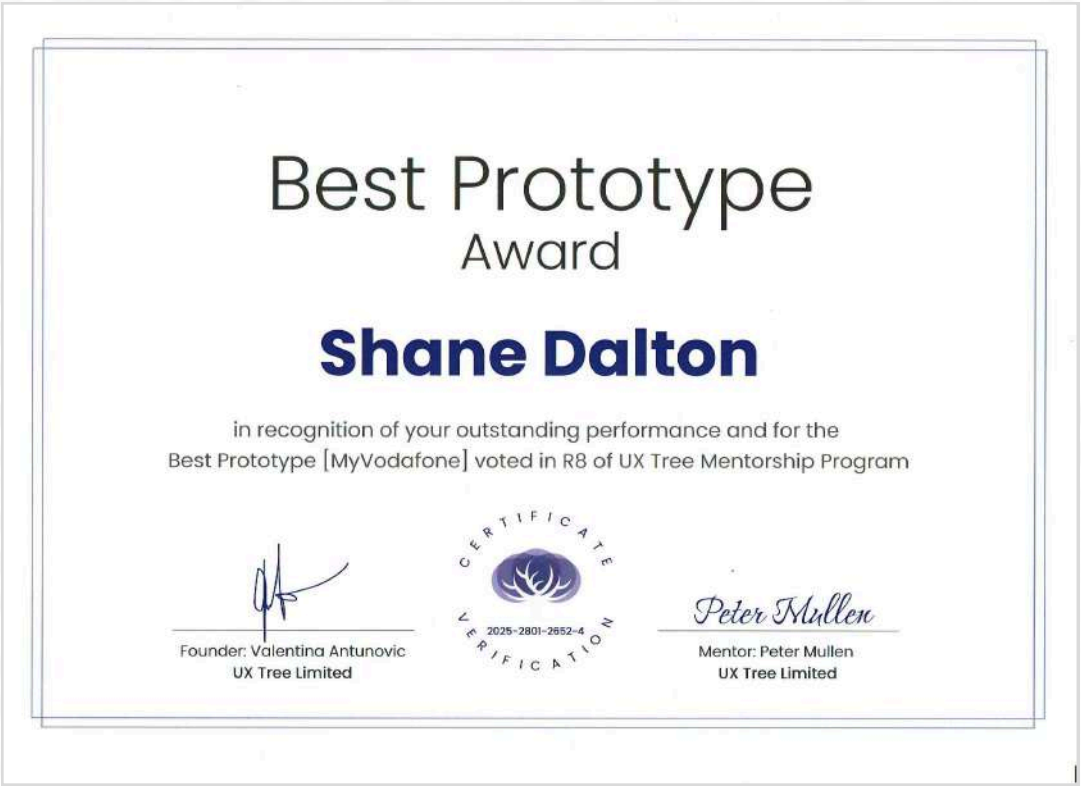 Best Prototype
Award
Shane Dalton
in recognition of your outstanding performance and for the
Best Prototype [MyVodafone] voted in R8 of UX Tree Mentorship Program
CERTIFICATE
2025-2801-2652-4
VERIFICATION
Founder: Valentina Antunovic
UX Tree Limited
Peter Mullen
Mentor: Peter Mullen
UX Tree Limited